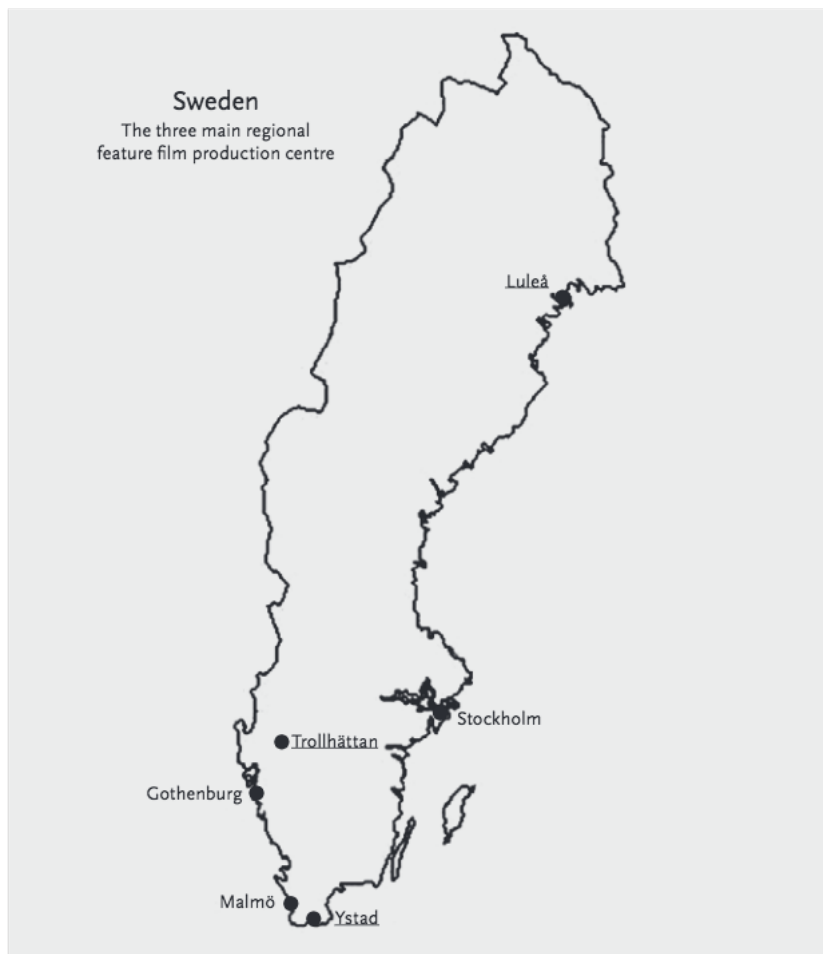 Sweden
The three main regional
feature film production centre
Luleå
Stockholm
Trollhättan
Gothenburg
Malmö
Ystad